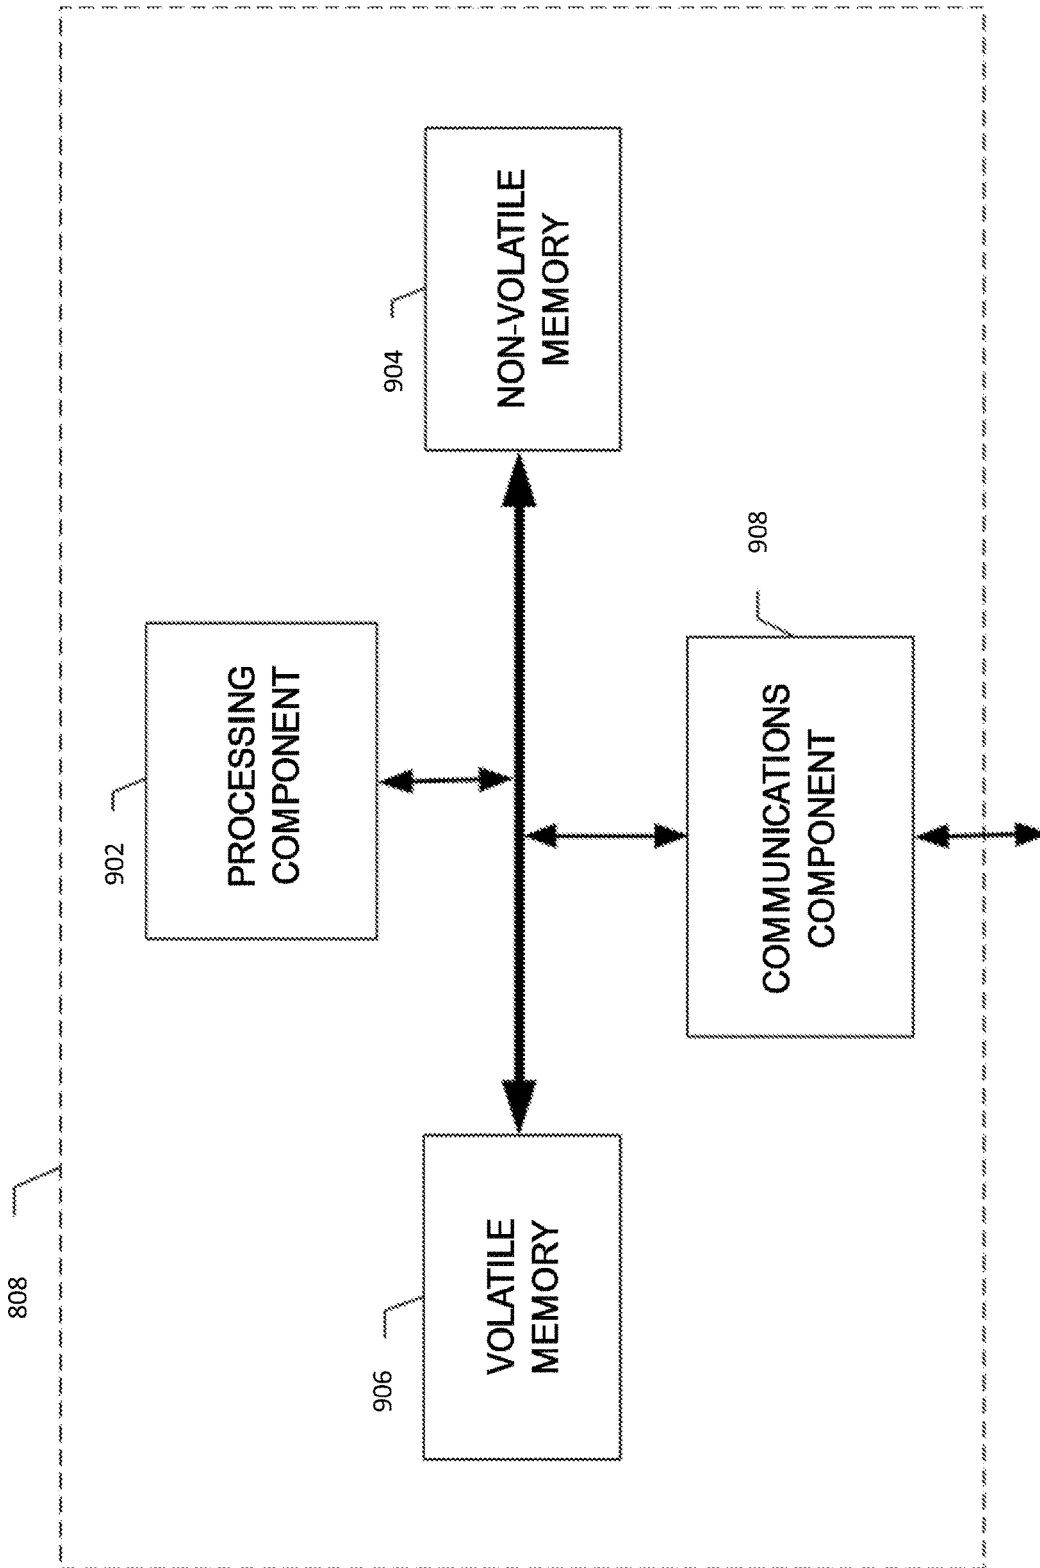 808
902
PROCESSING
COMPONENT
906
VOLATILE
MEMORY
904
NON-VOLATILE
MEMORY
908
COMMUNICATIONS
COMPONENT